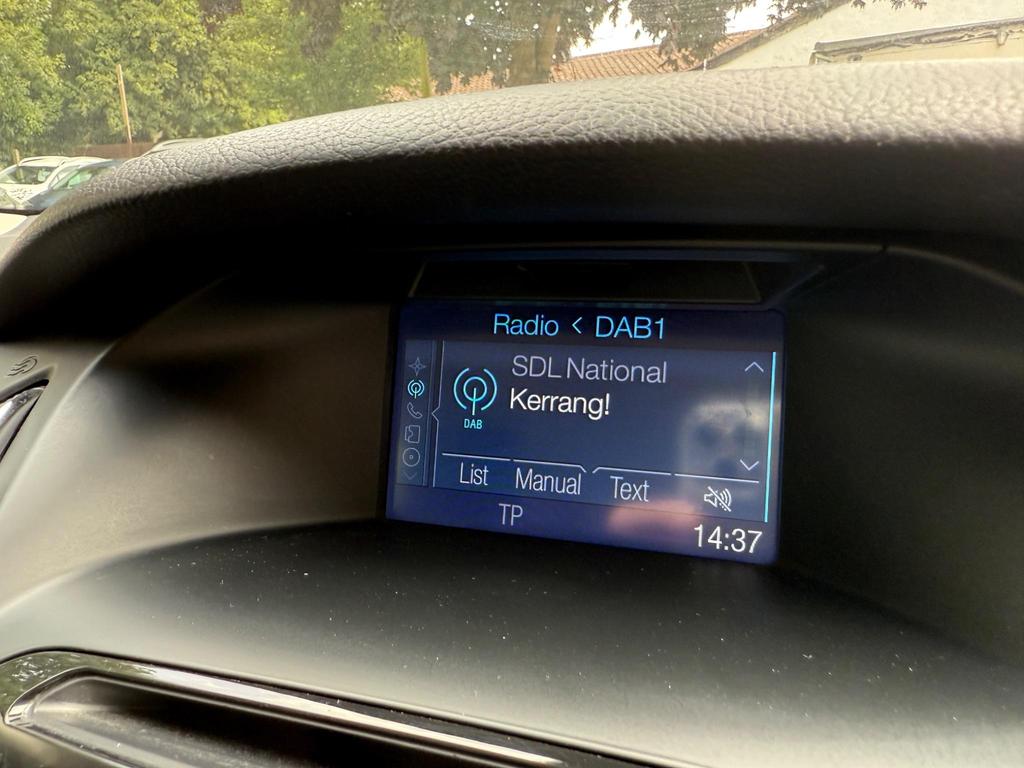 Radio < DAB1
SDL National
Kerrang!
DAB
List Manual Text
TP
14:37